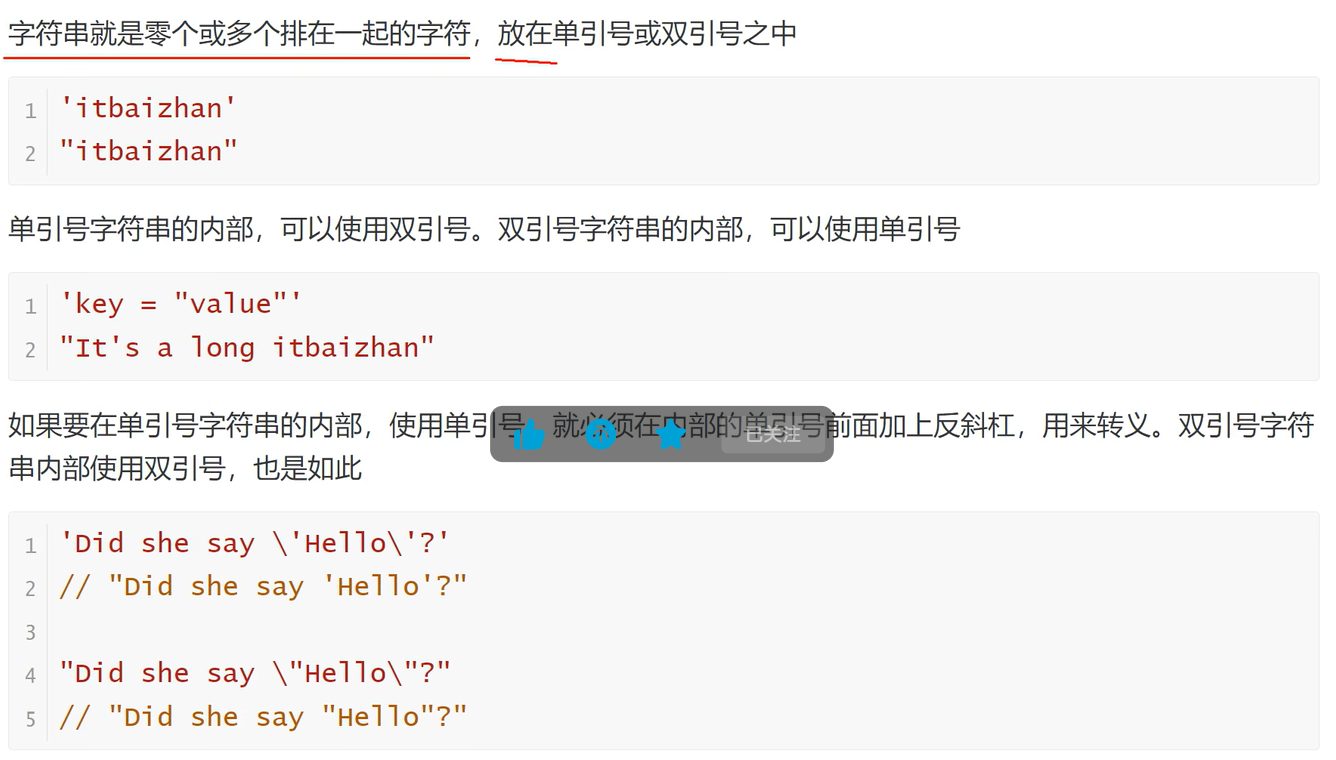 字符串就是零个或多个排在一起的字符，放在单引号或双引号之中
1 'itbaizhan'
2 "itbaizhan"
单引号字符串的内部，可以使用双引号。双引号字符串的内部，可以使用单引号
1 'key = "value"'
2 "It's a long itbaizhan"
如果要在单引号字符串的内部，使用单引号，就必须在内部的单引号前面加上反斜杠，用来转义。双引号字符
已关注
串内部使用双引号，也是如此
1 'Did she say \'Hello\'?'
2 // "Did she say 'Hello'?"
3
4 "Did she say \"Hello\"?"
5 // "Did she say "Hello"?"